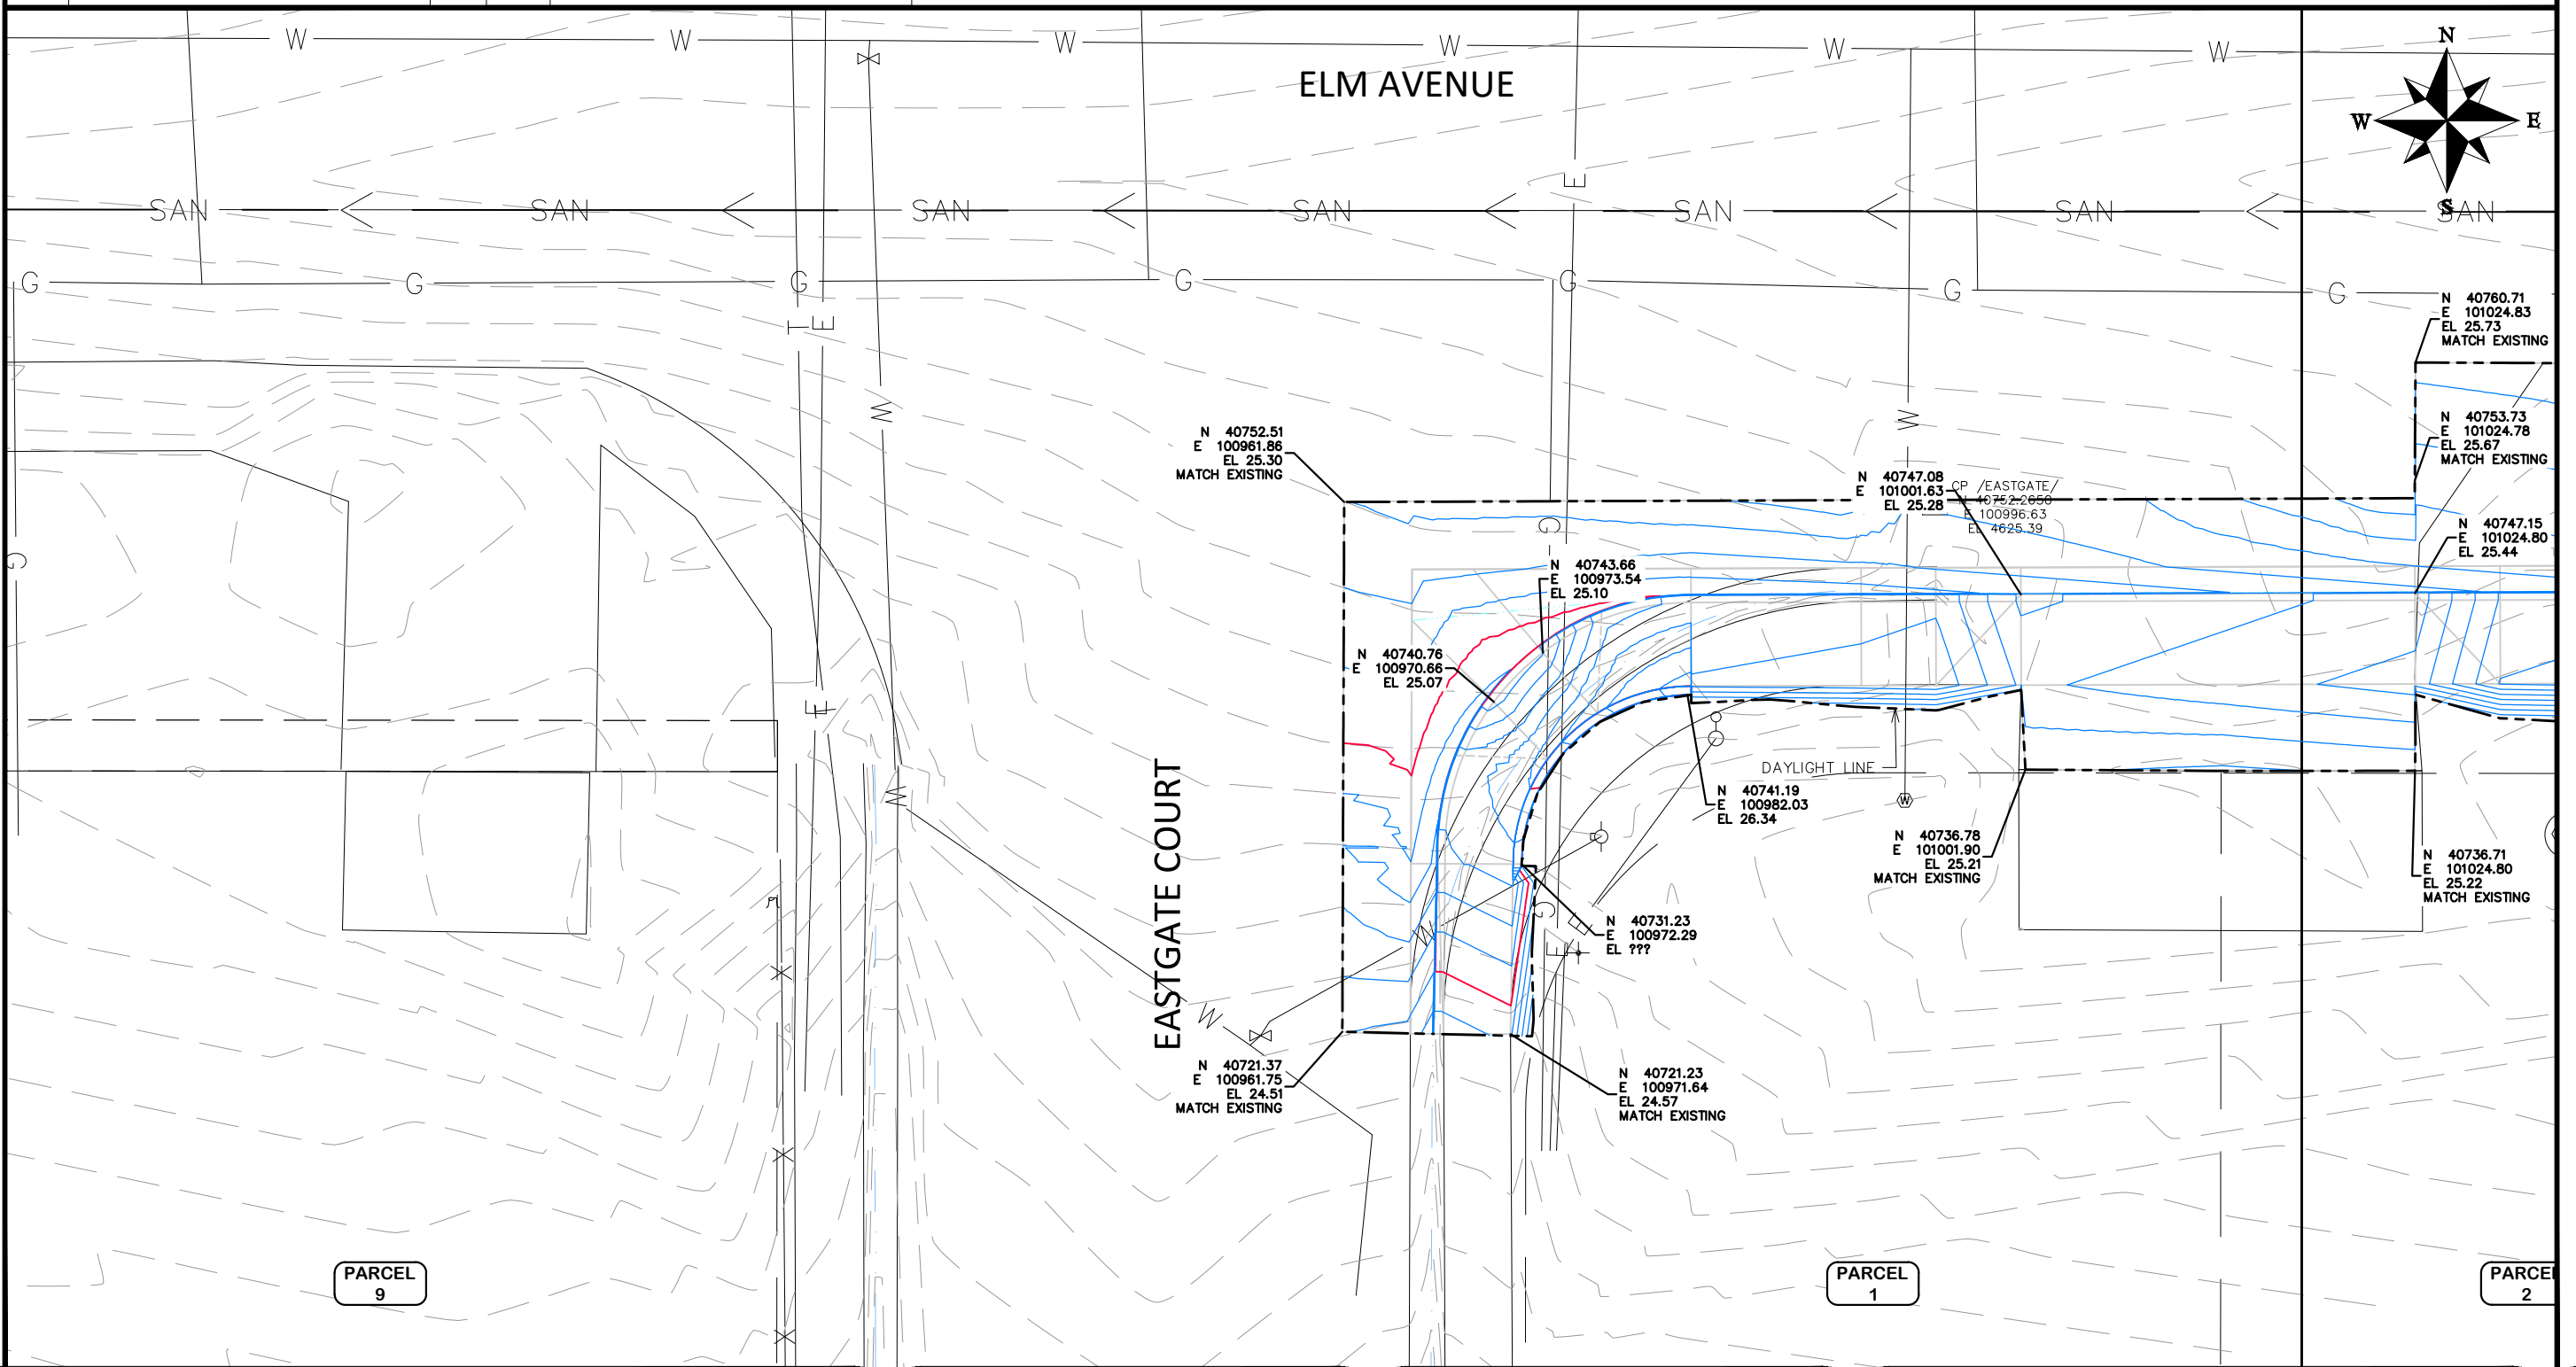 W W W W W W
ELM AVENUE
N
W E
S
E
SAN SAN SAN SAN SAN SAN SAN
G G G G G G G
T E
N 40760.71
E 101024.83
EL 25.73
MATCH EXISTING
W W
N 40752.51
E 100961.86
EL 25.30
MATCH EXISTING
N 40753.73
E 101024.78
EL 25.67
MATCH EXISTING
N 40747.08
E 101001.63
EL 25.28
CP /EASTGATE/
N 40752.2650
E 100996.63
EL 4625.39
G G
N 40747.15
E 101024.80
EL 25.44
N 40743.66
E 100973.54
EL 25.10
N 40740.76
E 100970.66
EL 25.07
E T
W
DAYLIGHT LINE
N 40741.19
E 100982.03
EL 26.34
W
EASTGATE COURT
N 40736.78
E 101001.90
EL 25.21
MATCH EXISTING
N 40736.71
E 101024.80
EL 25.22
MATCH EXISTING
G
W
E
N 40731.23
E 100972.29
EL ???
W
N 40721.37
E 100961.75
EL 24.51
MATCH EXISTING
N 40721.23
E 100971.64
EL 24.57
MATCH EXISTING
PARCEL
9
PARCEL
1
PARCEL
2